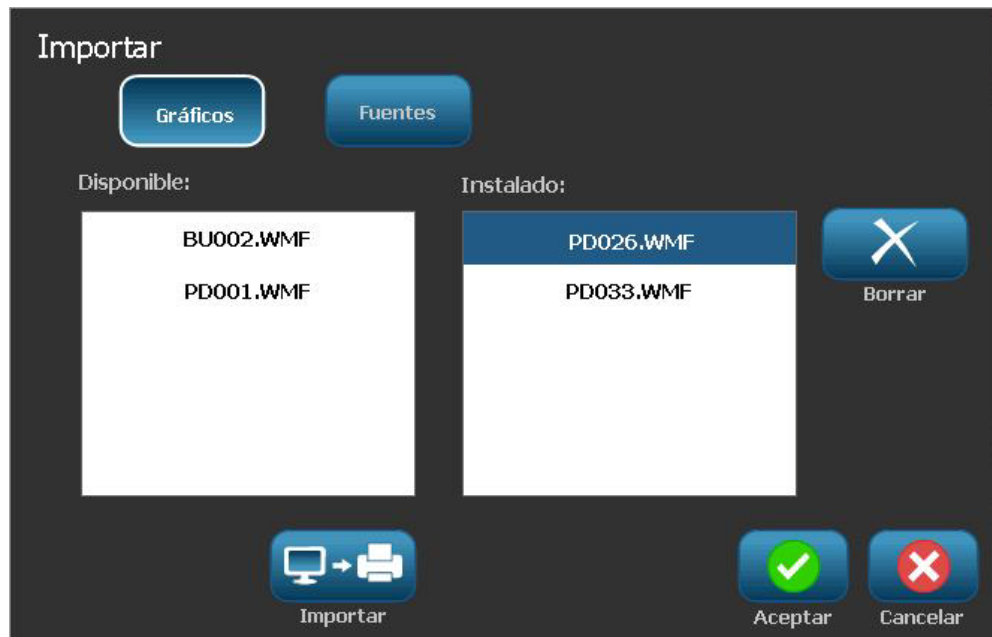 Importar
Gráficos
Fuentes
Disponible:
Instalado:
BU002.WMF
PD001.WMF
PD026.WMF
PD033.WMF
Borrar
Importar
Aceptar
Cancelar